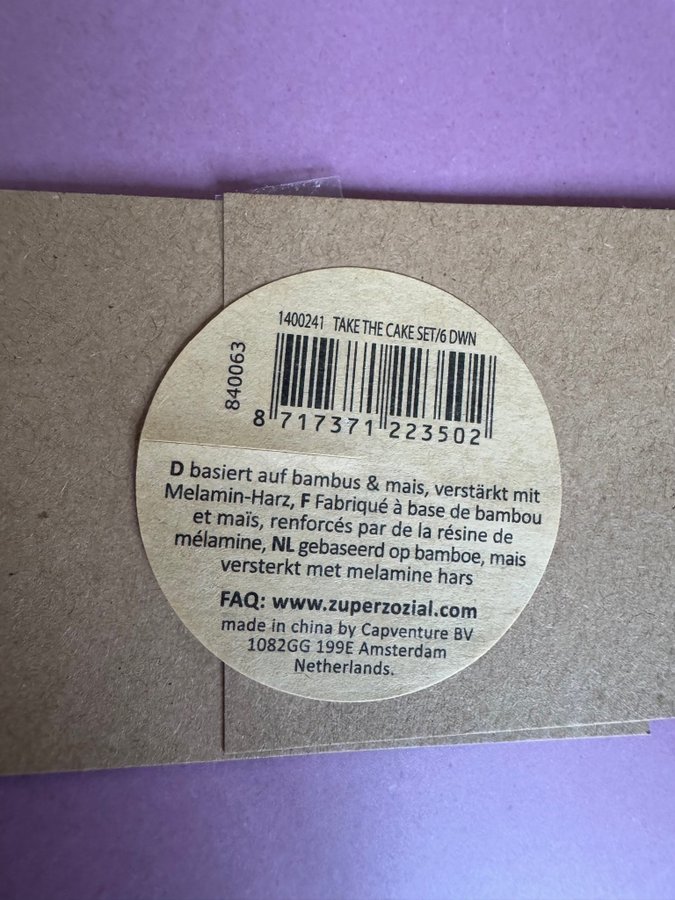 1400241 TAKE THE CAKE SET/6 DWN
840063
8 717371 223502
D basiert auf bambus & mais, verstärkt mit
Melamin-Harz, F Fabriqué à base de bambou
et maïs, renforcés par de la résine de
mélamine, NL gebaseerd op bamboe, mais
versterkt met melamine hars
FAQ: www.zuperzozial.com
made in china by Capventure BV
1082GG 199E Amsterdam
Netherlands.